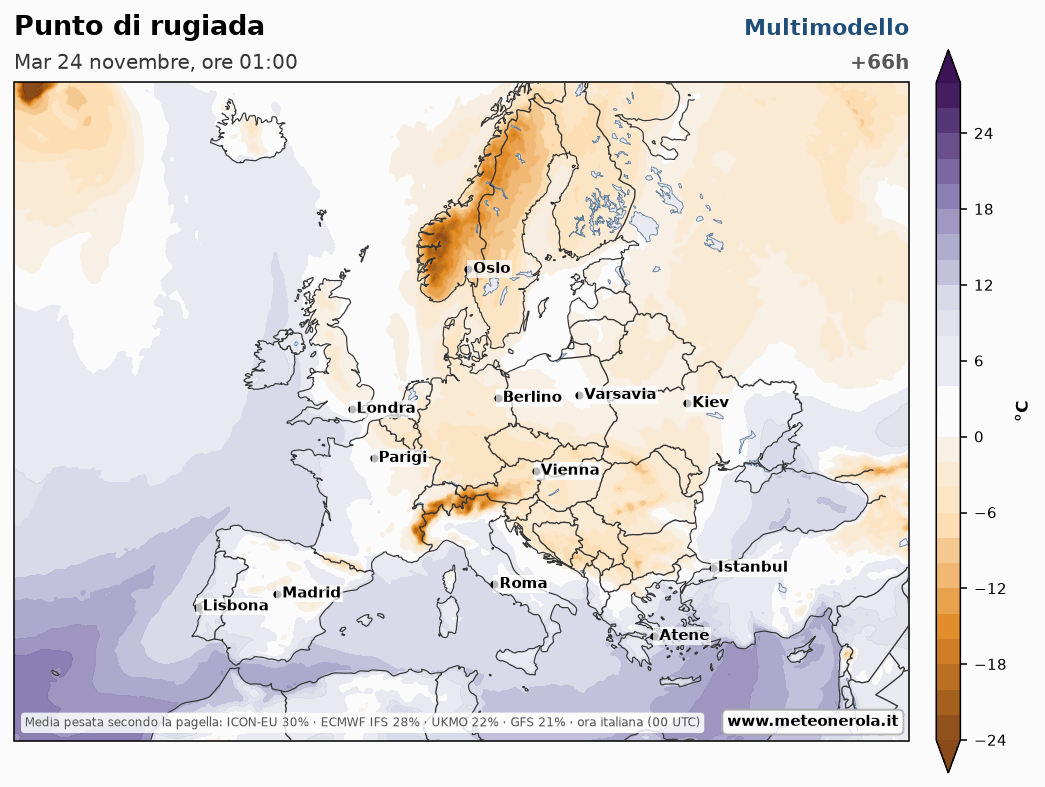 Punto di rugiada
Multimodello
Mar 24 novembre, ore 01:00
+66h
Oslo
Londra
Berlino
Varsavia
Kiev
Parigi
Vienna
Istanbul
Roma
Madrid
Lisbona
Atene
Media pesata secondo la pagella: ICON-EU 30% · ECMWF IFS 28% · UKMO 22% · GFS 21% · ora italiana (00 UTC)
www.meteonerola.it
24
18
12
6
0
−6
−12
−18
−24
°C